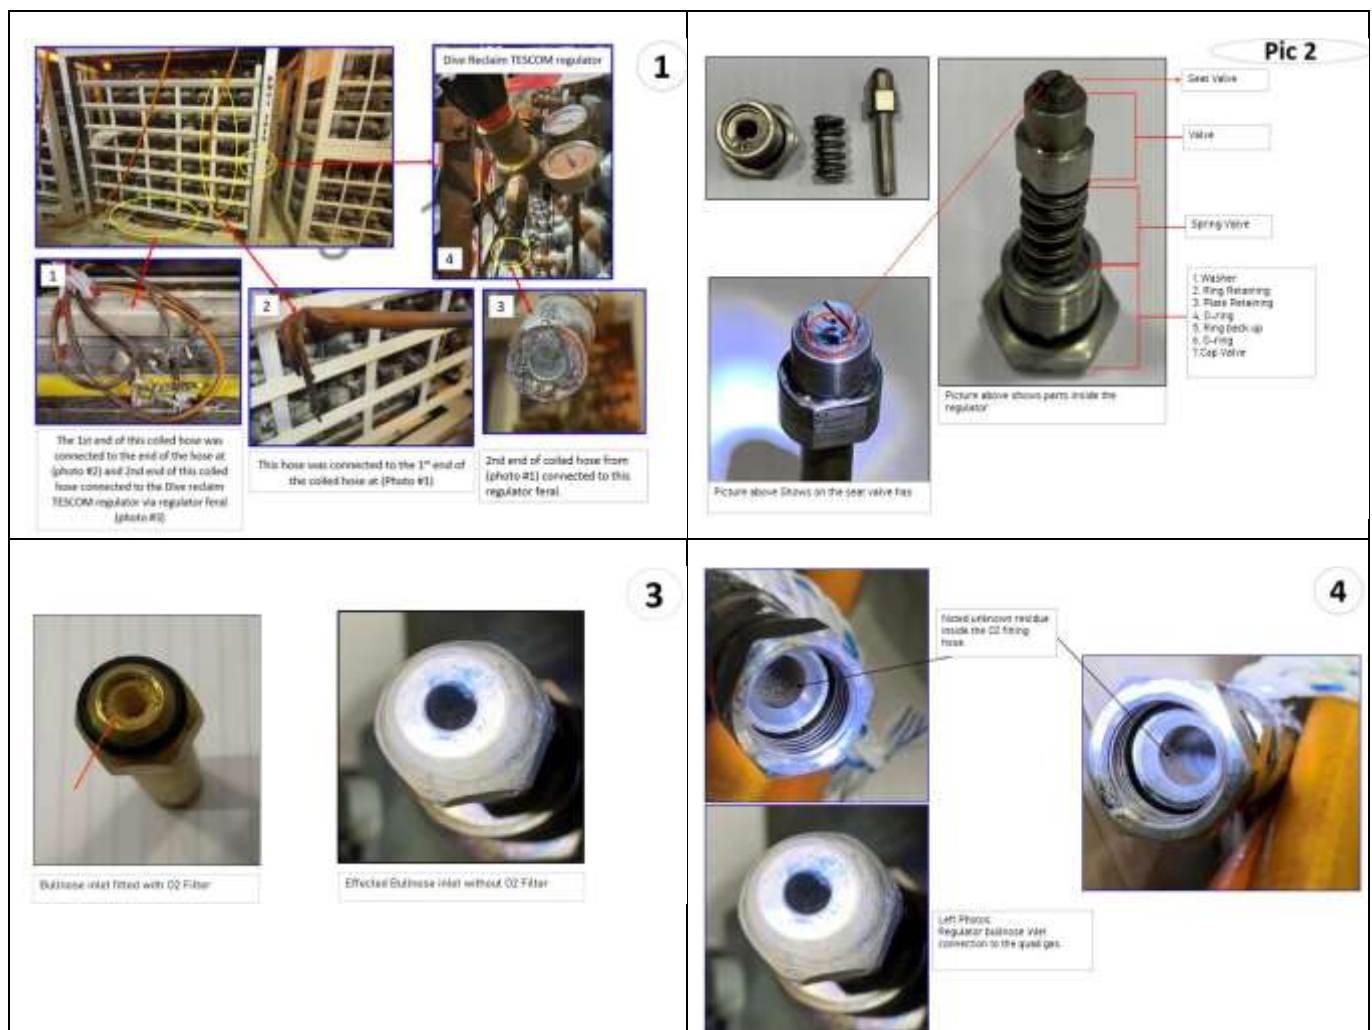 1
Dive Reclaim TESCOM regulator
4
1
2
3
The 1st end of this coiled hose was
connected to the end of the hose at
(photo #2) and 2nd end of this coiled
hose connected to the Dive reclaim
TESCOM regulator via regulator feral
(photo #3)
This hose was connected to the 1st end of
the coiled hose at (Photo #1)
2nd end of coiled hose from
(photo #1) connected to this
regulator feral.
Pic 2
Seat Valve
Valve
Spring Valve
1. Washer
2. Ring Retaining
3. Plate Retaining
4. O-ring
5. Ring back up
6. O-ring
7.Cap Valve
Picture above shows parts inside the
regulator
Picture above Shows on the seat valve has
3
Bullnose inlet fitted with O2 Filter
Effected Bullnose inlet without O2 Filter
4
Noted unknown residue
inside the O2 fitting
hose.
Left Photos:
Regulator bullnose inlet
connection to the quad gas.